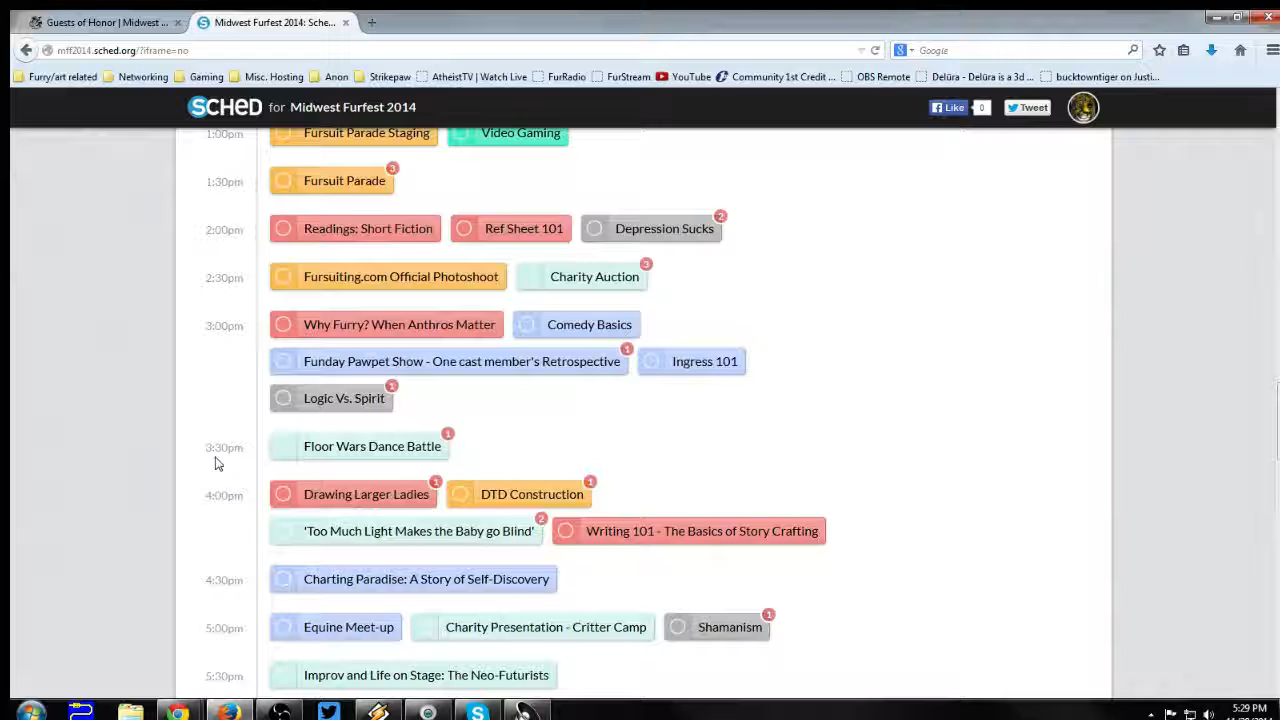 Guests of Honor | Midwest ... × Midwest Furfest 2014: Sche... × +
mff2014.sched.org/?iframe=no Google
Furry/art related Networking Gaming Misc. Hosting Anon Strikepaw AtheistTV | Watch Live FurRadio FurStream YouTube Community 1st Credit ... OBS Remote Delūra - Delūra is a 3d ... bucktowntiger on Justi...
SCHED for Midwest Furfest 2014 Like 0 Tweet
1:00pm Fursuit Parade Staging Video Gaming
1:30pm Fursuit Parade 3
2:00pm Readings: Short Fiction Ref Sheet 101 Depression Sucks 2
2:30pm Fursuiting.com Official Photoshoot Charity Auction 3
3:00pm Why Furry? When Anthros Matter Comedy Basics
Funday Pawpet Show - One cast member's Retrospective 1 Ingress 101
Logic Vs. Spirit 1
3:30pm Floor Wars Dance Battle 1
4:00pm Drawing Larger Ladies 1 DTD Construction 1
'Too Much Light Makes the Baby go Blind' 2 Writing 101 - The Basics of Story Crafting
4:30pm Charting Paradise: A Story of Self-Discovery
5:00pm Equine Meet-up Charity Presentation - Critter Camp Shamanism 1
5:30pm Improv and Life on Stage: The Neo-Futurists
5:29 PM